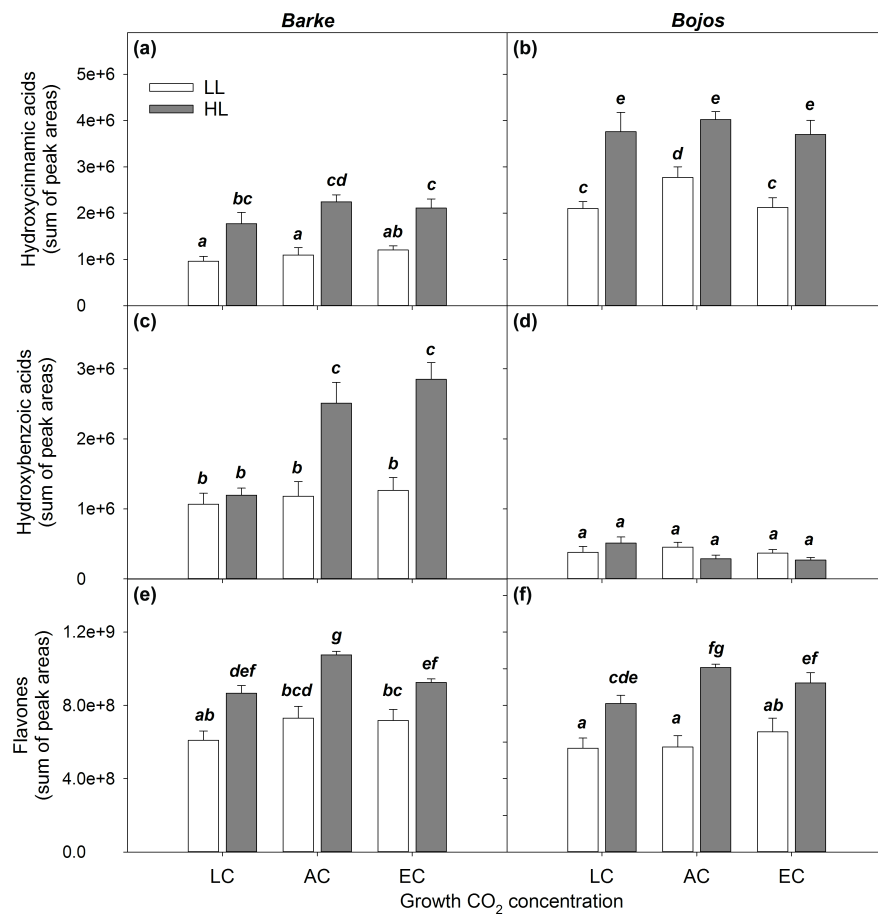 Barke Bojos
(a) (b)
Hydroxycinnamic acids
(sum of peak areas)
5e+6
4e+6
3e+6
2e+6
1e+6
0
LL
HL
a bc a cd ab c
c e d e c e
(c) (d)
Hydroxybenzoic acids
(sum of peak areas)
3e+6
2e+6
1e+6
0
b b b c b c
a a a a a a
(e) (f)
Flavones
(sum of peak areas)
1.2e+9
8.0e+8
4.0e+8
0.0
ab def bcd g bc ef
a cde a fg ab ef
LC AC EC LC AC EC
Growth CO₂ concentration